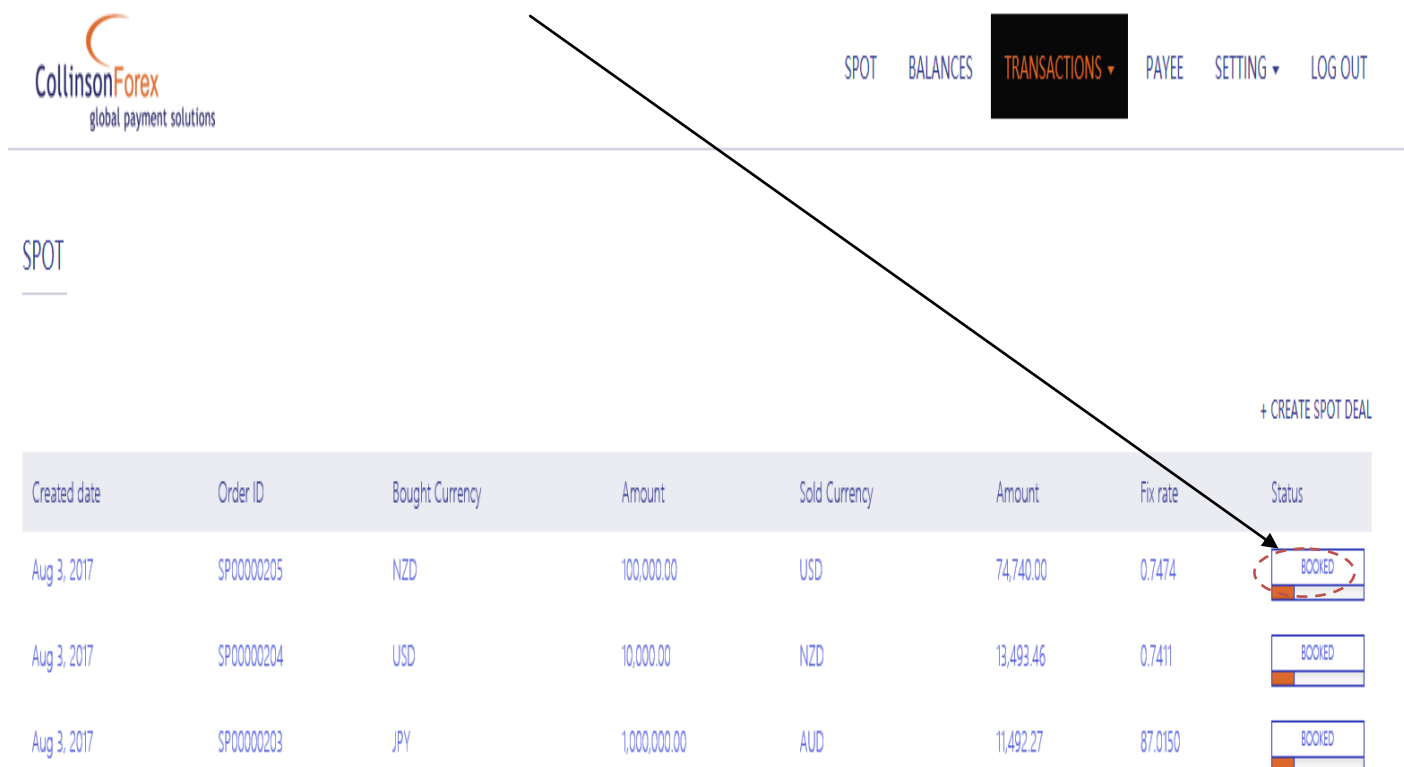 CollinsonForex
global payment solutions
SPOT BALANCES TRANSACTIONS PAYEE SETTING LOG OUT
SPOT
+ CREATE SPOT DEAL
Created date Order ID Bought Currency Amount Sold Currency Amount Fix rate Status
Aug 3, 2017 SP00000205 NZD 100,000.00 USD 74,740.00 0.7474 BOOKED
Aug 3, 2017 SP00000204 USD 10,000.00 NZD 13,493.46 0.7411 BOOKED
Aug 3, 2017 SP00000203 JPY 1,000,000.00 AUD 11,492.27 87.0150 BOOKED